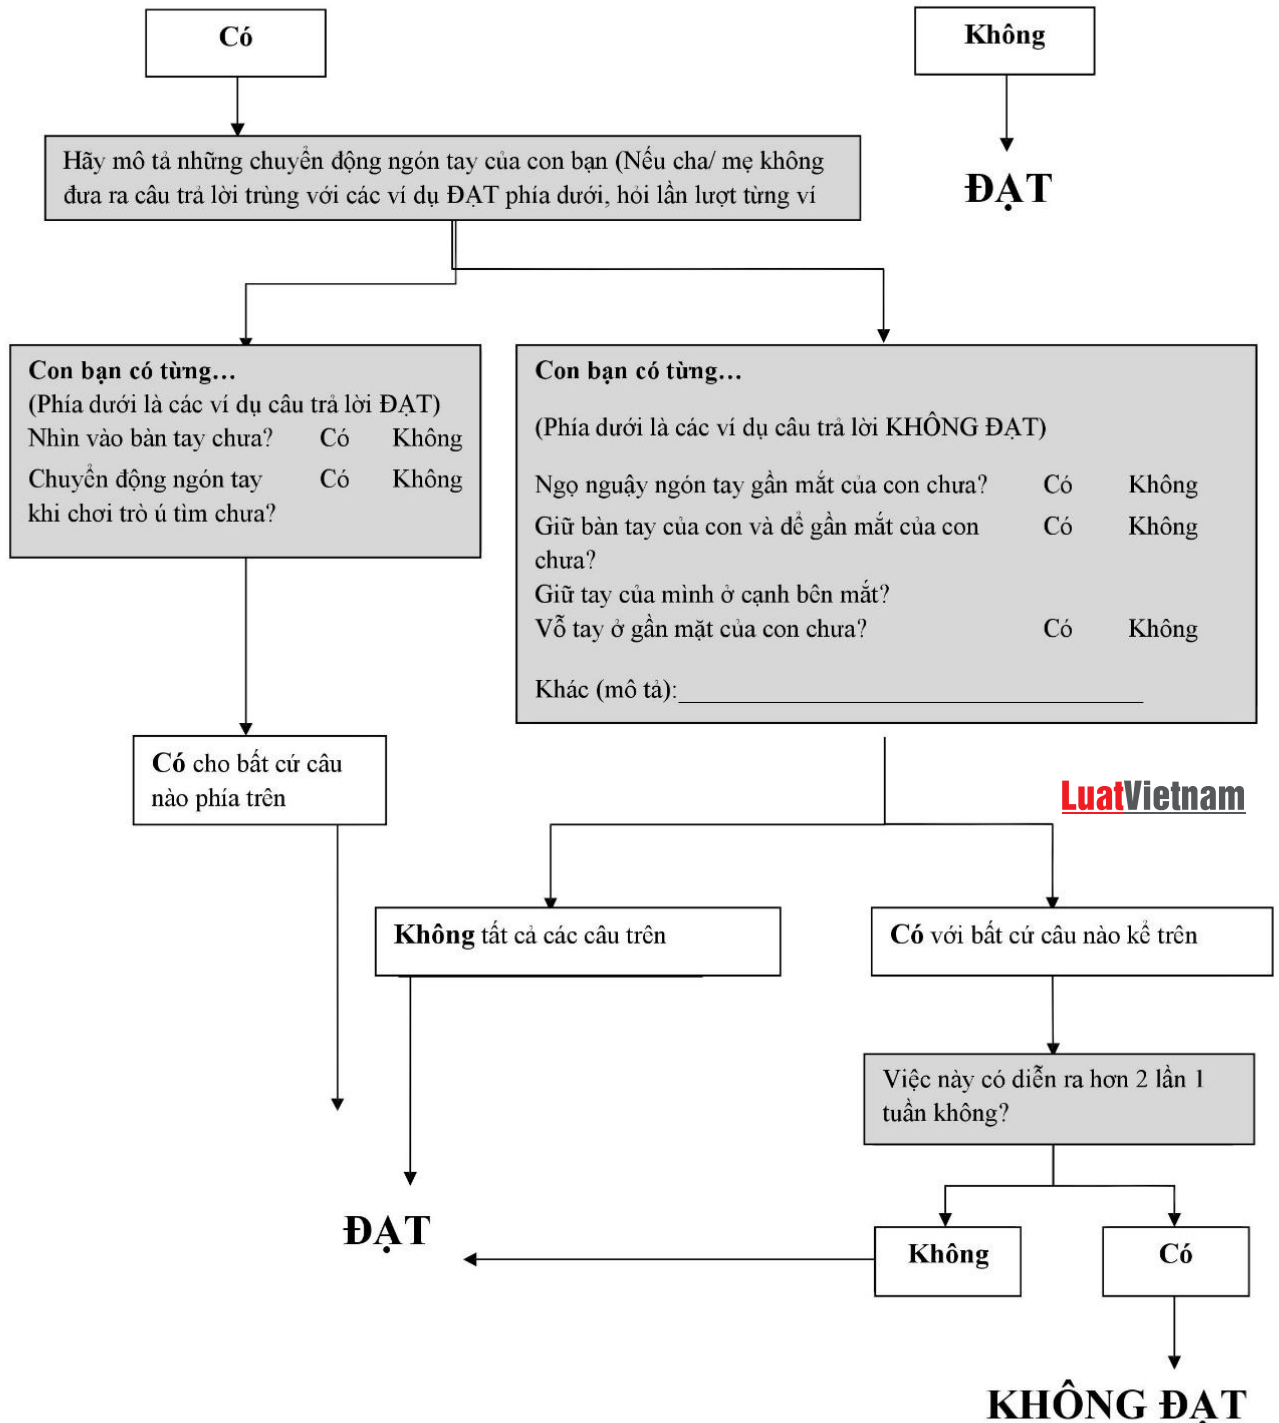 Có
Không
Hãy mô tả những chuyển động ngón tay của con bạn (Nếu cha/ mẹ không
đưa ra câu trả lời trùng với các ví dụ ĐẠT phía dưới, hỏi lần lượt từng ví
ĐẠT
Con bạn có từng…
(Phía dưới là các ví dụ câu trả lời ĐẠT)
Nhìn vào bàn tay chưa? Có Không
Chuyển động ngón tay Có Không
khi chơi trò ú tìm chưa?
Con bạn có từng…
(Phía dưới là các ví dụ câu trả lời KHÔNG ĐẠT)
Ngọ nguậy ngón tay gần mắt của con chưa? Có Không
Giữ bàn tay của con và để gần mắt của con Có Không
chưa?
Giữ tay của mình ở cạnh bên mắt?
Vỗ tay ở gần mặt của con chưa? Có Không
Khác (mô tả):
Có cho bất cứ câu
nào phía trên
LuatVietnam
Không tất cả các câu trên
Có với bất cứ câu nào kể trên
Việc này có diễn ra hơn 2 lần 1
tuần không?
ĐẠT
Không
Có
KHÔNG ĐẠT